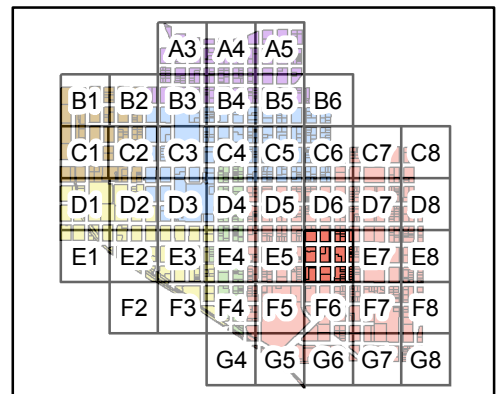 A3 A4 A5
B1 B2 B3 B4 B5 B6
C1 C2 C3 C4 C5 C6 C7 C8
D1 D2 D3 D4 D5 D6 D7 D8
E1 E2 E3 E4 E5 E7 E8
F2 F3 F4 F5 F6 F7 F8
G4 G5 G6 G7 G8